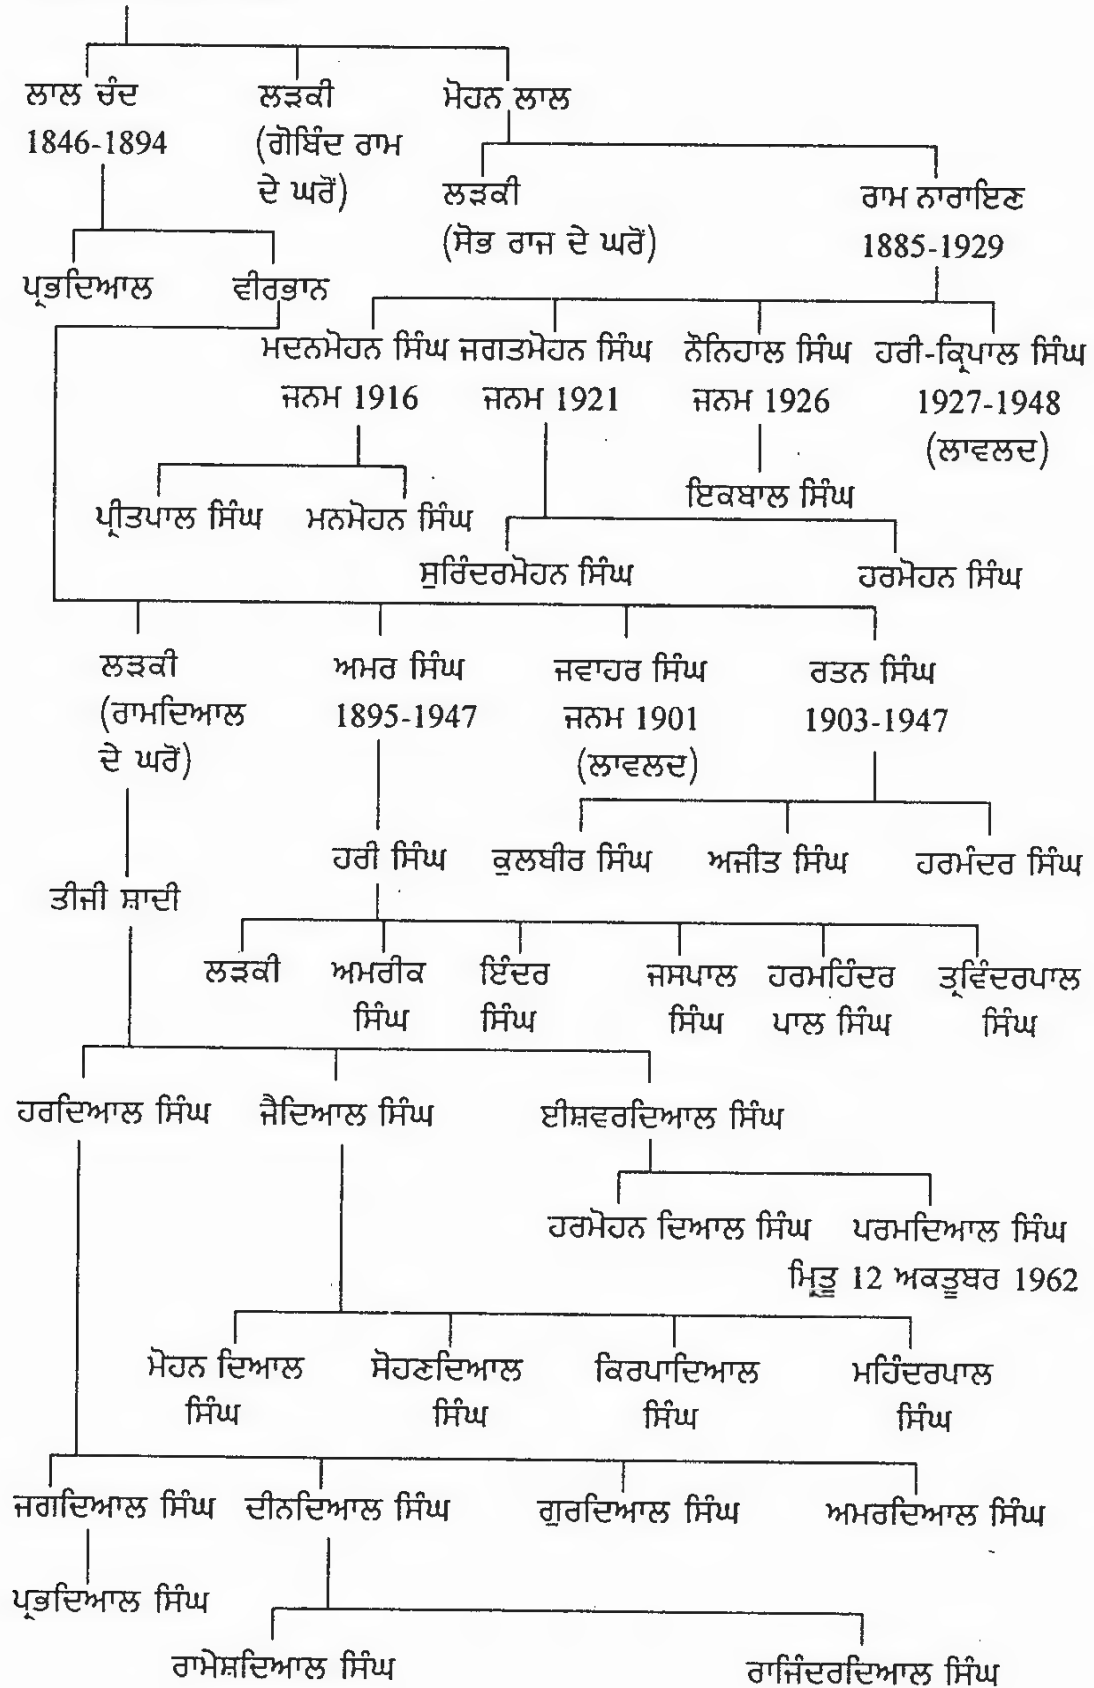 ਲਾਲ ਚੰਦ ਲੜਕੀ ਮੋਹਨ ਲਾਲ
1846-1894 (ਗੋਬਿੰਦ ਰਾਮ
ਦੇ ਘਰੋਂ) ਲੜਕੀ ਰਾਮ ਨਾਰਾਇਣ
(ਸੋਭ ਰਾਜ ਦੇ ਘਰੋਂ) 1885-1929
ਪ੍ਰਭਦਿਆਲ ਵੀਰਭਾਨ
ਮਦਨਮੋਹਨ ਸਿੰਘ ਜਗਤਮੋਹਨ ਸਿੰਘ ਨੌਨਿਹਾਲ ਸਿੰਘ ਹਰੀ-ਕ੍ਰਿਪਾਲ ਸਿੰਘ
ਜਨਮ 1916 ਜਨਮ 1921 ਜਨਮ 1926 1927-1948
(ਲਾਵਲਦ)
ਪ੍ਰੀਤਪਾਲ ਸਿੰਘ ਮਨਮੋਹਨ ਸਿੰਘ ਇਕਬਾਲ ਸਿੰਘ
ਸੁਰਿੰਦਰਮੋਹਨ ਸਿੰਘ ਹਰਮੋਹਨ ਸਿੰਘ
ਲੜਕੀ ਅਮਰ ਸਿੰਘ ਜਵਾਹਰ ਸਿੰਘ ਰਤਨ ਸਿੰਘ
(ਰਾਮਦਿਆਲ 1895-1947 ਜਨਮ 1901 1903-1947
ਦੇ ਘਰੋਂ) (ਲਾਵਲਦ)
ਹਰੀ ਸਿੰਘ ਕੁਲਬੀਰ ਸਿੰਘ ਅਜੀਤ ਸਿੰਘ ਹਰਮੰਦਰ ਸਿੰਘ
ਤੀਜੀ ਸ਼ਾਦੀ
ਲੜਕੀ ਅਮਰੀਕ ਇੰਦਰ ਜਸਪਾਲ ਹਰਮਹਿੰਦਰ ਤ੍ਰਵਿੰਦਰਪਾਲ
ਸਿੰਘ ਸਿੰਘ ਸਿੰਘ ਪਾਲ ਸਿੰਘ ਸਿੰਘ
ਹਰਦਿਆਲ ਸਿੰਘ ਜੈਦਿਆਲ ਸਿੰਘ ਈਸ਼ਵਰਦਿਆਲ ਸਿੰਘ
ਹਰਮੋਹਨ ਦਿਆਲ ਸਿੰਘ ਪਰਮਦਿਆਲ ਸਿੰਘ
ਮ੍ਰਿਤੂ 12 ਅਕਤੂਬਰ 1962
ਮੋਹਨ ਦਿਆਲ ਸੋਹਣਦਿਆਲ ਕਿਰਪਾਦਿਆਲ ਮਹਿੰਦਰਪਾਲ
ਸਿੰਘ ਸਿੰਘ ਸਿੰਘ ਸਿੰਘ
ਜਗਦਿਆਲ ਸਿੰਘ ਦੀਨਦਿਆਲ ਸਿੰਘ ਗੁਰਦਿਆਲ ਸਿੰਘ ਅਮਰਦਿਆਲ ਸਿੰਘ
ਪ੍ਰਭਦਿਆਲ ਸਿੰਘ
ਰਾਮੇਸ਼ਦਿਆਲ ਸਿੰਘ ਰਾਜਿੰਦਰਦਿਆਲ ਸਿੰਘ